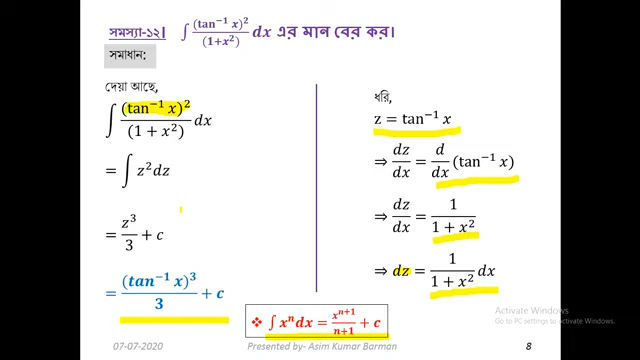 সমস্যা-১২। ∫ (tan⁻¹ x)²/(1+x²) dx এর মান বের কর।
সমাধান:
দেয়া আছে,
∫ (tan⁻¹ x)²/(1 + x²) dx
= ∫ z² dz
= z³/3 + c
= (tan⁻¹ x)³/3 + c
ধরি,
z = tan⁻¹ x
⇒ dz/dx = d/dx (tan⁻¹ x)
⇒ dz/dx = 1/(1 + x²)
⇒ dz = 1/(1 + x²) dx
❖ ∫ xⁿ dx = xⁿ⁺¹/(n+1) + c
Activate Windows
Go to PC settings to activate Windows.
07-07-2020 Presented by- Asim Kumar Barman 8